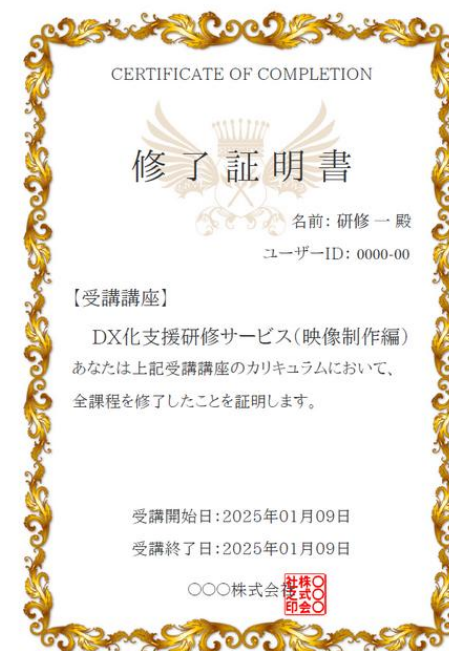 CERTIFICATE OF COMPLETION
修了証明書
名前: 研修 一 殿
ユーザーID: 0000-00
【受講講座】
DX化支援研修サービス(映像制作編)
あなたは上記受講講座のカリキュラムにおいて、
全課程を修了したことを証明します。
受講開始日:2025年01月09日
受講終了日:2025年01月09日
○○○株式会社
○○○株式会社之印